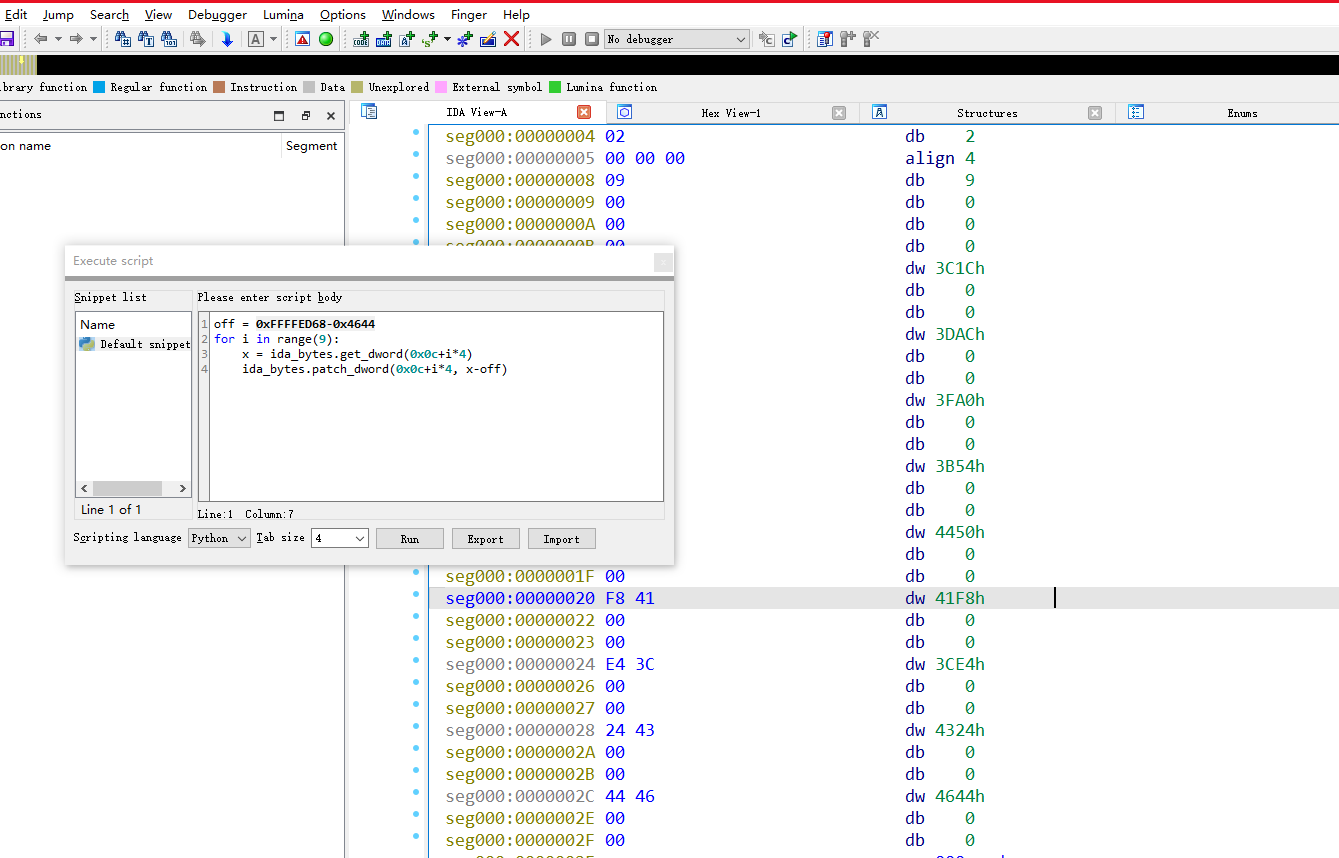 Edit Jump Search View Debugger Lumina Options Windows Finger Help
No debugger
brary function Regular function Instruction Data Unexplored External symbol Lumina function
nctions
on name Segment
IDA View-A Hex View-1 Structures Enums
seg000:00000004 02 db 2
seg000:00000005 00 00 00 align 4
seg000:00000008 09 db 9
seg000:00000009 00 db 0
seg000:0000000A 00 db 0
seg000:0000000B 00 db 0
dw 3C1Ch
db 0
db 0
dw 3DACh
db 0
db 0
dw 3FA0h
db 0
db 0
dw 3B54h
db 0
db 0
dw 4450h
db 0
Execute script
Snippet list
Name
Default snippet
Line 1 of 1
Please enter script body
1 off = 0xFFFFED68-0x4644
2 for i in range(9):
3 x = ida_bytes.get_dword(0x0c+i*4)
4 ida_bytes.patch_dword(0x0c+i*4, x-off)
Line:1 Column:7
Scripting language Python Tab size 4 Run Export Import
seg000:0000001F 00 db 0
seg000:00000020 F8 41 dw 41F8h
seg000:00000022 00 db 0
seg000:00000023 00 db 0
seg000:00000024 E4 3C dw 3CE4h
seg000:00000026 00 db 0
seg000:00000027 00 db 0
seg000:00000028 24 43 dw 4324h
seg000:0000002A 00 db 0
seg000:0000002B 00 db 0
seg000:0000002C 44 46 dw 4644h
seg000:0000002E 00 db 0
seg000:0000002F 00 db 0